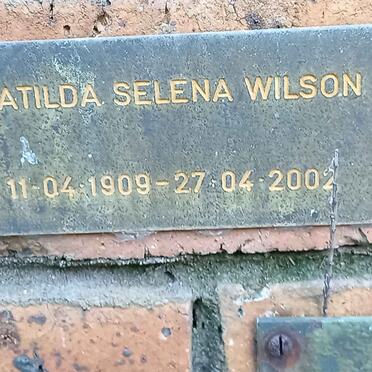 ATILDA SELENA WILSON
11-04-1909-27-04-2002